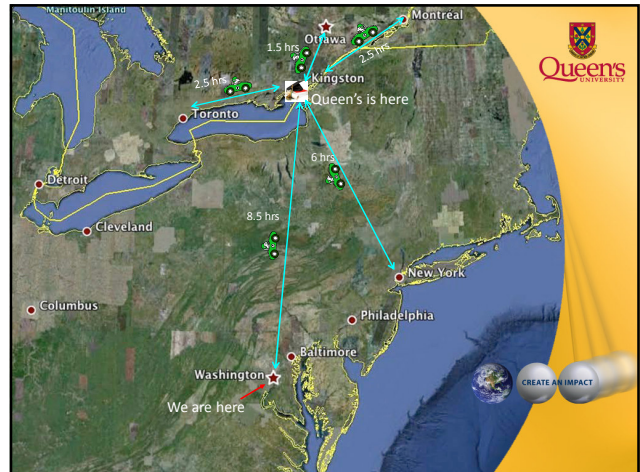 Manitoulin Island
Montréal
Ottawa
1.5 hrs
2.5 hrs
2.5 hrs
Kingston
Queen's is here
Toronto
6 hrs
Detroit
8.5 hrs
Cleveland
New York
Columbus
Philadelphia
Baltimore
Washington
We are here
Queen's
UNIVERSITY
CREATE AN IMPACT